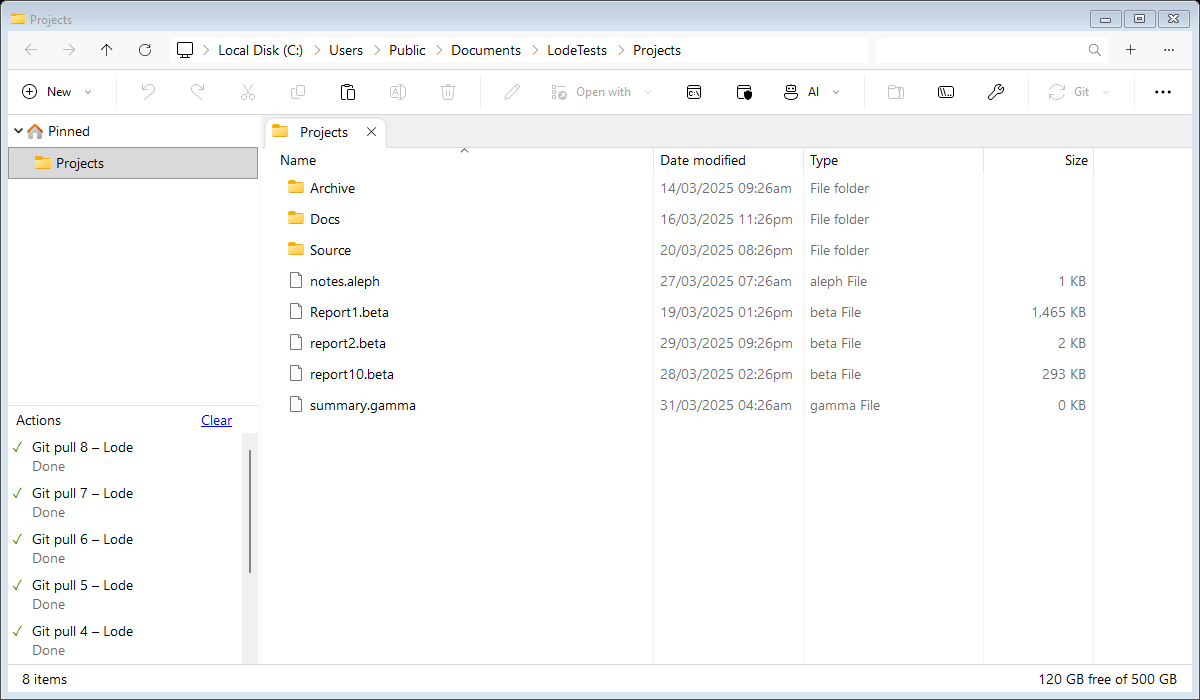 Projects
Local Disk (C:) Users Public Documents LodeTests Projects
New Open with AI Git
Pinned
Projects
Projects
Name Date modified Type Size
Archive 14/03/2025 09:26am File folder
Docs 16/03/2025 11:26pm File folder
Source 20/03/2025 08:26pm File folder
notes.aleph 27/03/2025 07:26am aleph File 1 KB
Report1.beta 19/03/2025 01:26pm beta File 1,465 KB
report2.beta 29/03/2025 09:26pm beta File 2 KB
report10.beta 28/03/2025 02:26pm beta File 293 KB
summary.gamma 31/03/2025 04:26am gamma File 0 KB
Actions Clear
Git pull 8 – Lode
Done
Git pull 7 – Lode
Done
Git pull 6 – Lode
Done
Git pull 5 – Lode
Done
Git pull 4 – Lode
Done
8 items 120 GB free of 500 GB